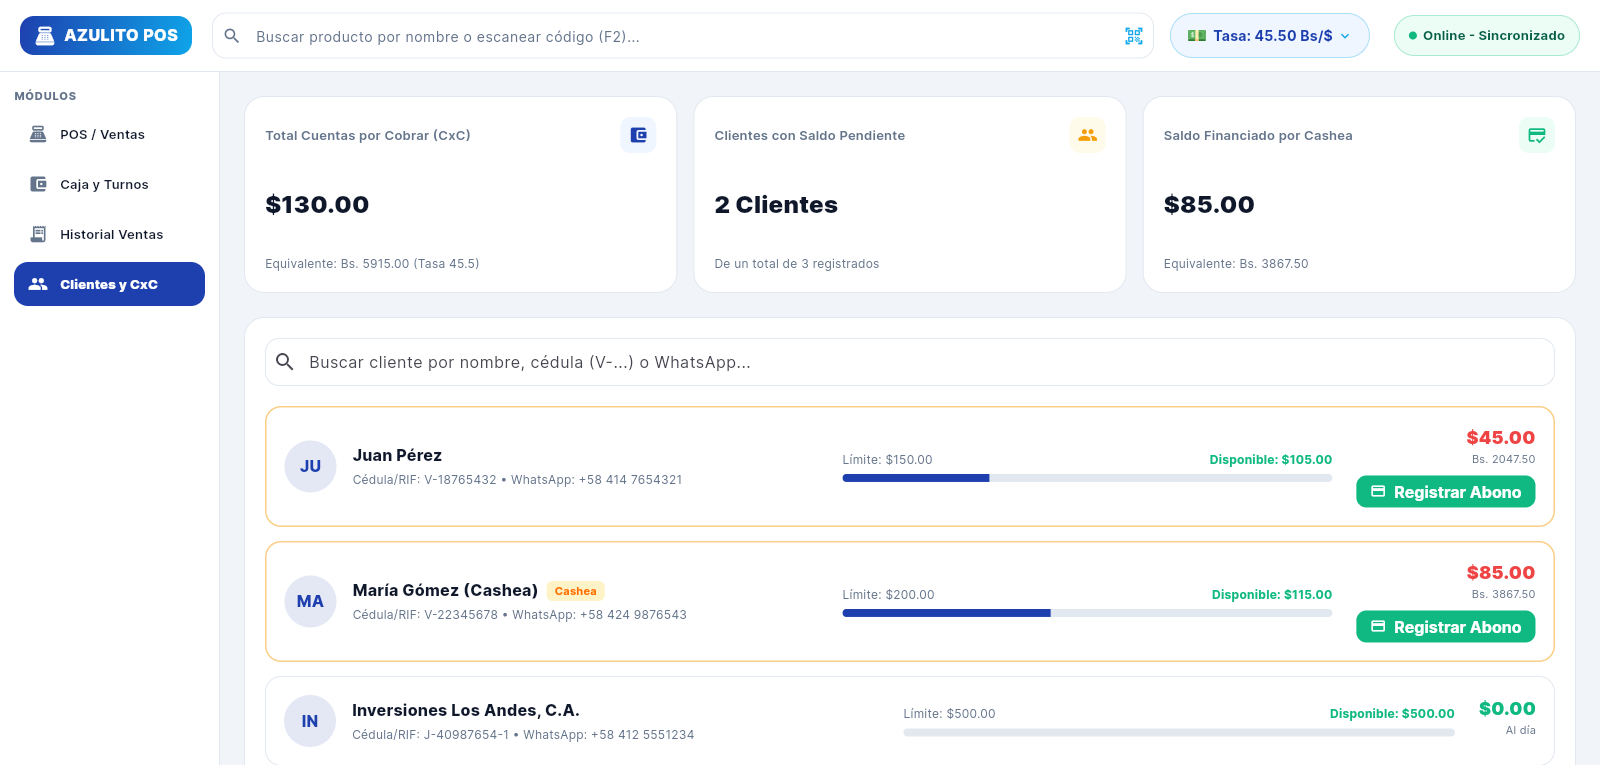 AZULITO POS
Buscar producto por nombre o escanear código (F2)...
Tasa: 45.50 Bs/$
Online - Sincronizado
MÓDULOS
POS / Ventas
Caja y Turnos
Historial Ventas
Clientes y CxC
Total Cuentas por Cobrar (CxC)
$130.00
Equivalente: Bs. 5915.00 (Tasa 45.5)
Clientes con Saldo Pendiente
2 Clientes
De un total de 3 registrados
Saldo Financiado por Cashea
$85.00
Equivalente: Bs. 3867.50
Buscar cliente por nombre, cédula (V-...) o WhatsApp...
JU
Juan Pérez
Cédula/RIF: V-18765432 • WhatsApp: +58 414 7654321
Límite: $150.00
Disponible: $105.00
$45.00
Bs. 2047.50
Registrar Abono
MA
María Gómez (Cashea)
Cashea
Cédula/RIF: V-22345678 • WhatsApp: +58 424 9876543
Límite: $200.00
Disponible: $115.00
$85.00
Bs. 3867.50
Registrar Abono
IN
Inversiones Los Andes, C.A.
Cédula/RIF: J-40987654-1 • WhatsApp: +58 412 5551234
Límite: $500.00
Disponible: $500.00
$0.00
Al día